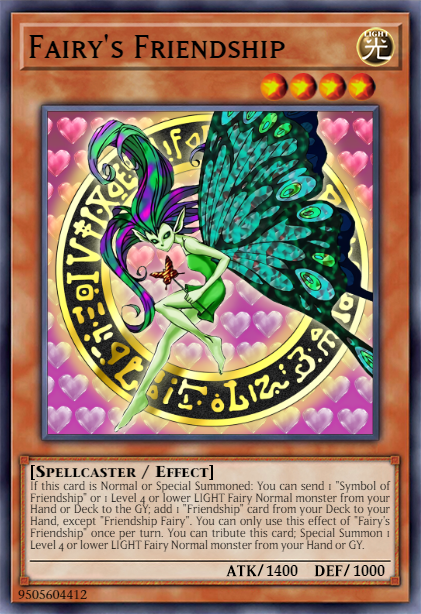 Fairy's Friendship
LIGHT
光
[Spellcaster / Effect]
If this card is Normal or Special Summoned: You can send 1 "Symbol of
Friendship" or 1 Level 4 or lower LIGHT Fairy Normal monster from your
Hand or Deck to the GY; add 1 "Friendship" card from your Deck to your
Hand, except "Friendship Fairy". You can only use this effect of "Fairy's
Friendship" once per turn. You can tribute this card; Special Summon 1
Level 4 or lower LIGHT Fairy Normal monster from your Hand or GY.
ATK/1400 DEF/1000
9505604412